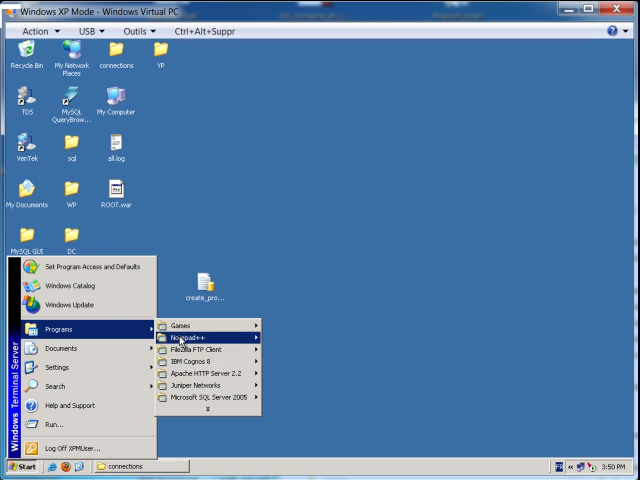 Windows XP Mode - Windows Virtual PC
Action USB Outils Ctrl+Alt+Suppr
Recycle Bin
My Network
Places
connections
YP
TDS
MySQL
QueryBrow...
My Computer
VenTek
sql
all.log
My Documents
WP
ROOT.war
MySQL GUE
DC
create_pro...
Windows Terminal Server
Set Program Access and Defaults
Windows Catalog
Windows Update
Programs
Documents
Settings
Search
Help and Support
Run...
Log Off XPMUser...
Games
Notepad++
FileZilla FTP Client
IBM Cognos 8
Apache HTTP Server 2.2
Juniper Networks
Microsoft SQL Server 2005
Start
connections
FR
3:50 PM